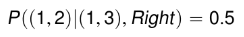 P((1,2)|(1,3), Right) = 0.5